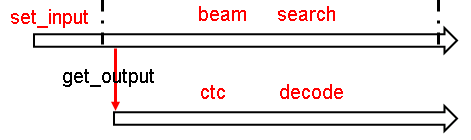 set_input beam search
get_output
ctc decode